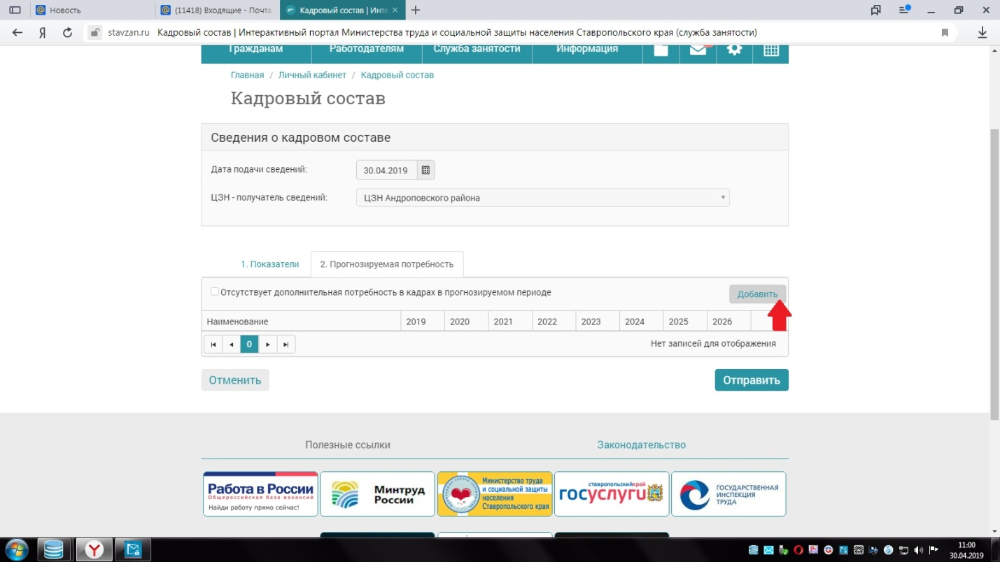 Новость
(11418) Входящие - Почта
Кадровый состав | Инте
Я
stavzan.ru Кадровый состав | Интерактивный портал Министерства труда и социальной защиты населения Ставропольского края (служба занятости)
Гражданам Работодателям Служба занятости Информация
Главная / Личный кабинет / Кадровый состав
Кадровый состав
Сведения о кадровом составе
Дата подачи сведений: 30.04.2019
ЦЗН - получатель сведений: ЦЗН Андроповского района
1. Показатели 2. Прогнозируемая потребность
Отсутствует дополнительная потребность в кадрах в прогнозируемом периоде Добавить
Наименование 2019 2020 2021 2022 2023 2024 2025 2026
0 Нет записей для отображения
Отменить Отправить
Полезные ссылки Законодательство
Работа в России
Общероссийская база вакансий
Найди работу прямо сейчас!
Минтруд
России
Министерство труда
и социальной защиты
населения
Ставропольского края
ставропольскийкрай
госуслуги
ГОСУДАРСТВЕННАЯ
ИНСПЕКЦИЯ
ТРУДА
11:00
30.04.2019